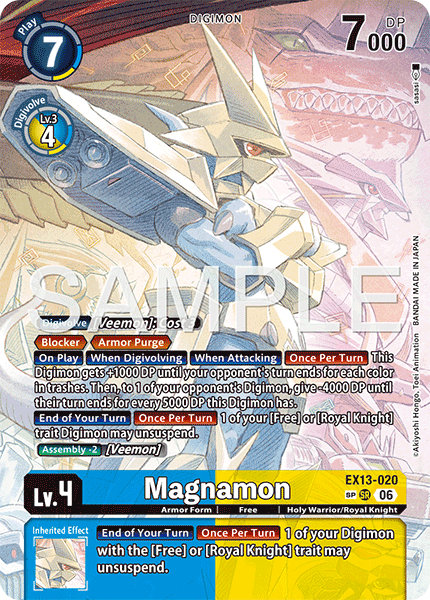 Play
7
DIGIMON
7000
DP
Digivolve
Lv.3
4
sasasi
SAMPLE
©Akiyoshi Hongo, Toei Animation BANDAI MADE IN JAPAN
Digivolve [Veemon]:
Blocker Armor Purge
On Play When Digivolving When Attacking Once Per Turn This
Digimon gets +1000 DP until your opponent's turn ends for each color
in trashes. Then, to 1 of your opponent's Digimon, give -4000 DP until
their turn ends for every 5000 DP this Digimon has.
End of Your Turn Once Per Turn 1 of your [Free] or [Royal Knight]
trait Digimon may unsuspend.
Assembly -2 [Veemon]
Lv.4
Magnamon
EX13-020
SP SR 06
Armor Form Free Holy Warrior/Royal Knight
Inherited Effect
End of Your Turn Once Per Turn 1 of your Digimon
with the [Free] or [Royal Knight] trait may
unsuspend.